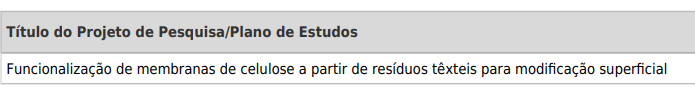 Título do Projeto de Pesquisa/Plano de Estudos
Funcionalização de membranas de celulose a partir de resíduos têxteis para modificação superficial